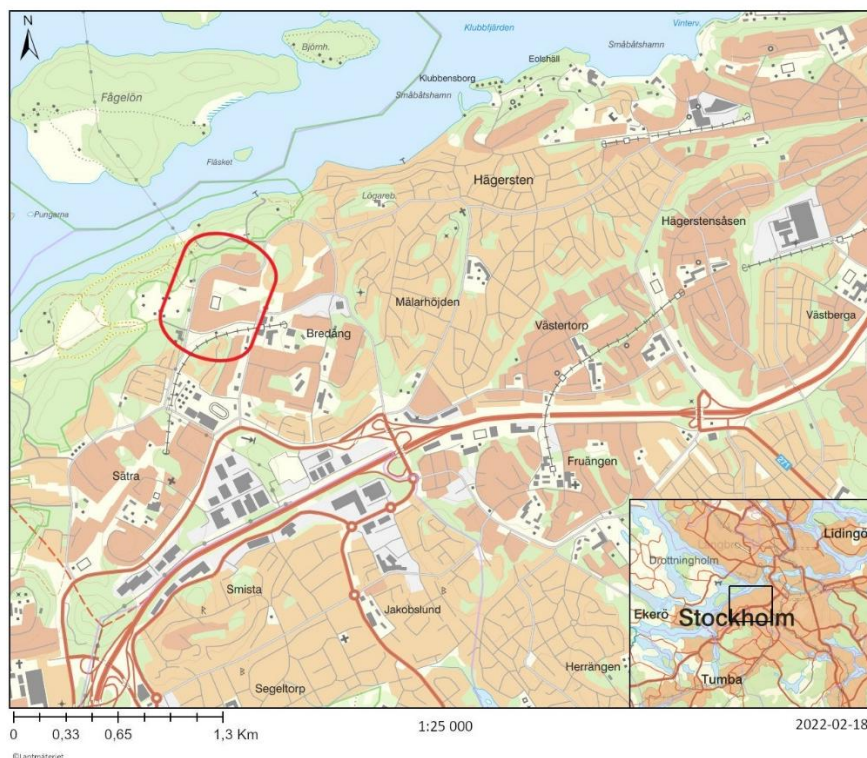 N
Björnh.
Klubbfjärden
Vinterv.
Småbåtshamn
Eolshäll
Klubbensborg
Småbåtshamn
Fågelön
Fläsket
Hägersten
Lögareb.
Pungarna
Hägerstensåsen
Mälarhöjden
Bredäng
Västertorp
Västberga
Sätra
Fruängen
271
Smista
Jakobslund
Herrängen
Segeltorp
Lidingö
Drottningholm
Ekerö
Stockholm
Tumba
0 0,33 0,65 1,3 Km
1:25 000
2022-02-18
©Lantmäteriet